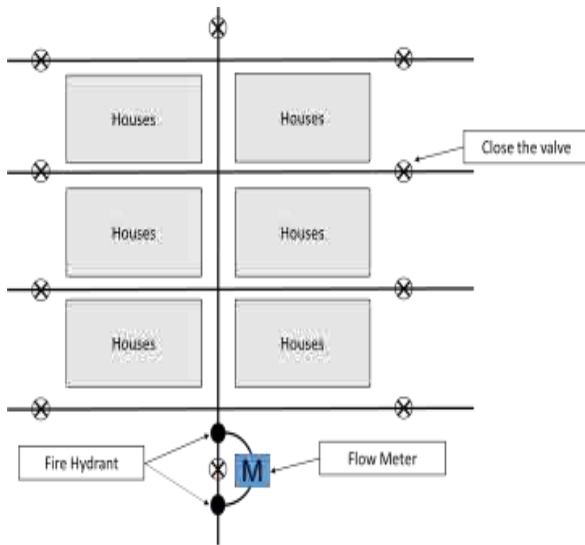 Houses
Houses
Close the valve
Houses
Houses
Houses
Houses
Fire Hydrant
M
Flow Meter